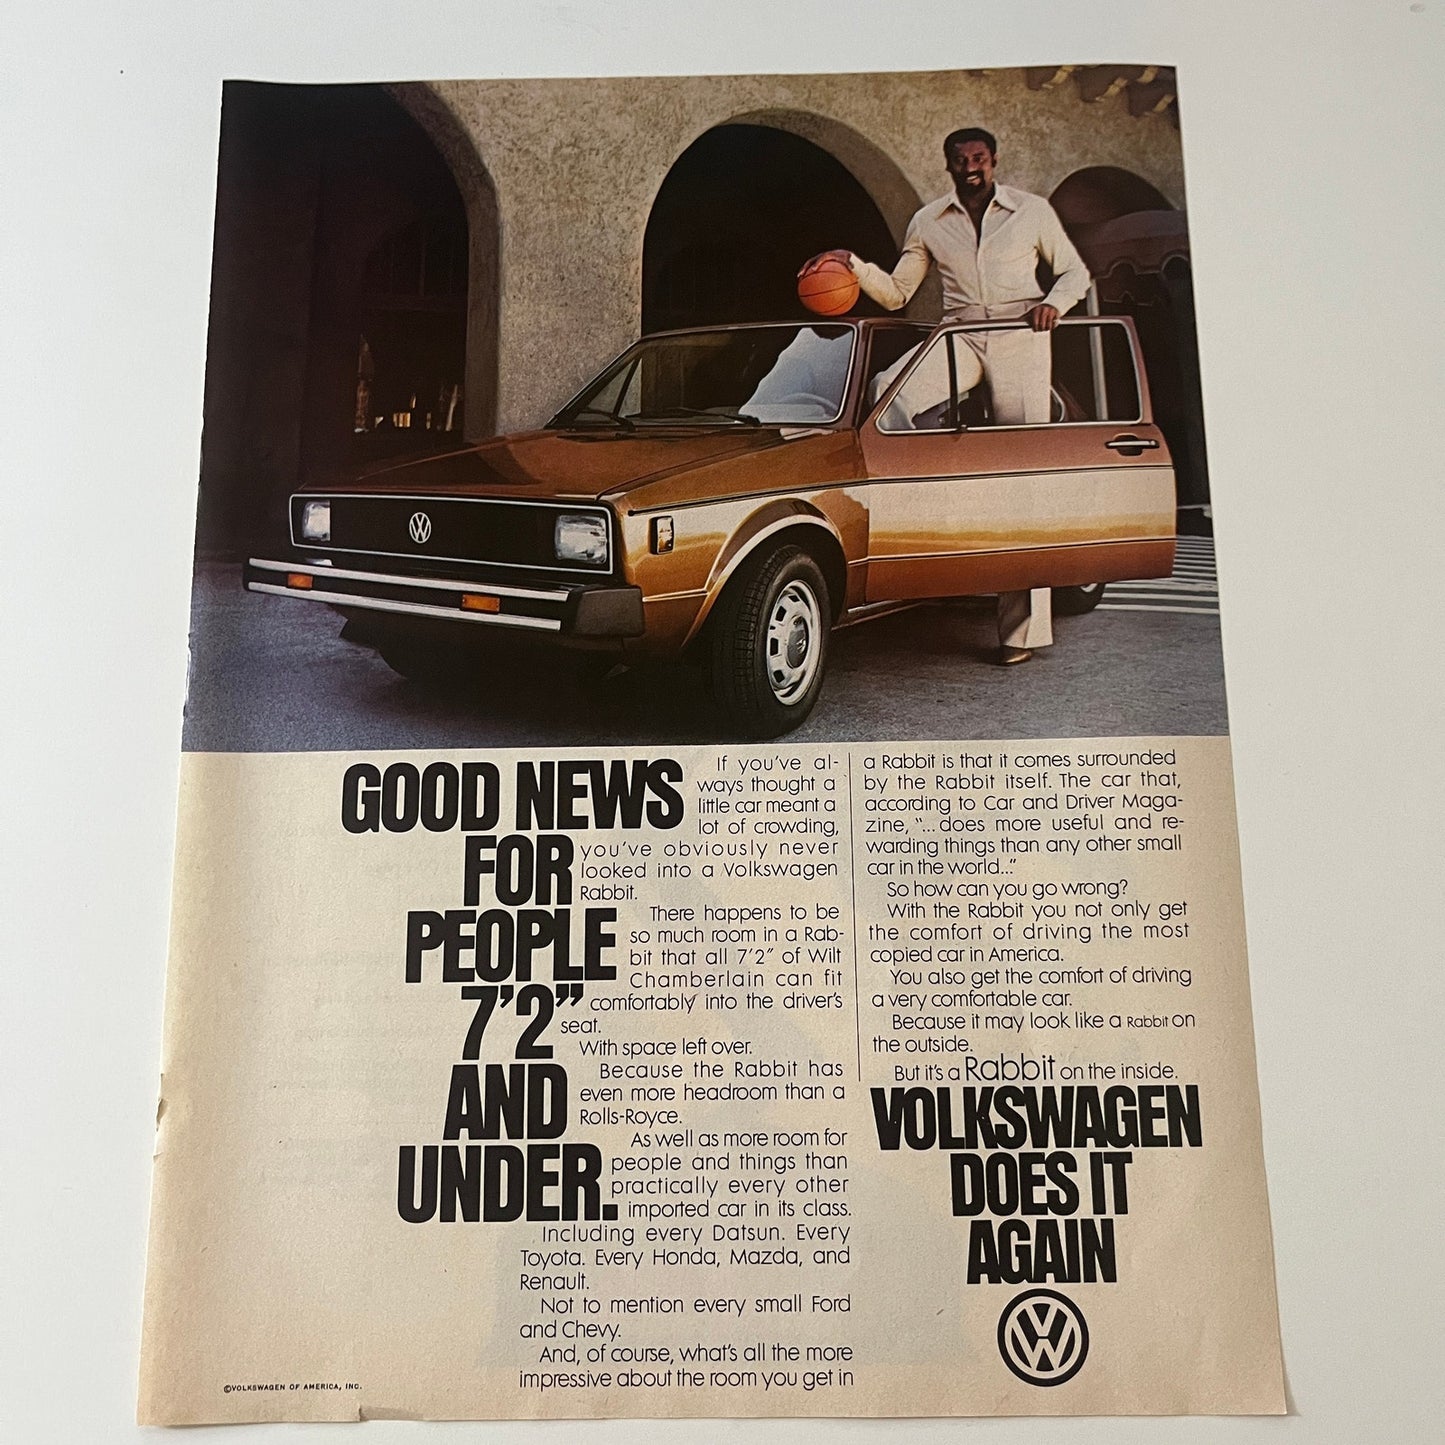 GOOD NEWS
FOR
PEOPLE
7'2"
AND
UNDER.
If you've al-
ways thought a
little car meant a
lot of crowding,
you've obviously never
looked into a Volkswagen
Rabbit.
There happens to be
so much room in a Rab-
bit that all 7'2" of Wilt
Chamberlain can fit
comfortably into the driver's
seat.
With space left over.
Because the Rabbit has
even more headroom than a
Rolls-Royce.
As well as more room for
people and things than
practically every other
imported car in its class.
Including every Datsun. Every
Toyota. Every Honda, Mazda, and
Renault.
Not to mention every small Ford
and Chevy.
And, of course, what's all the more
impressive about the room you get in
a Rabbit is that it comes surrounded
by the Rabbit itself. The car that,
according to Car and Driver Maga-
zine, "...does more useful and re-
warding things than any other small
car in the world..."
So how can you go wrong?
With the Rabbit you not only get
the comfort of driving the most
copied car in America.
You also get the comfort of driving
a very comfortable car.
Because it may look like a Rabbit on
the outside.
But it's a Rabbit on the inside.
VOLKSWAGEN
DOES IT
AGAIN
©VOLKSWAGEN OF AMERICA, INC.